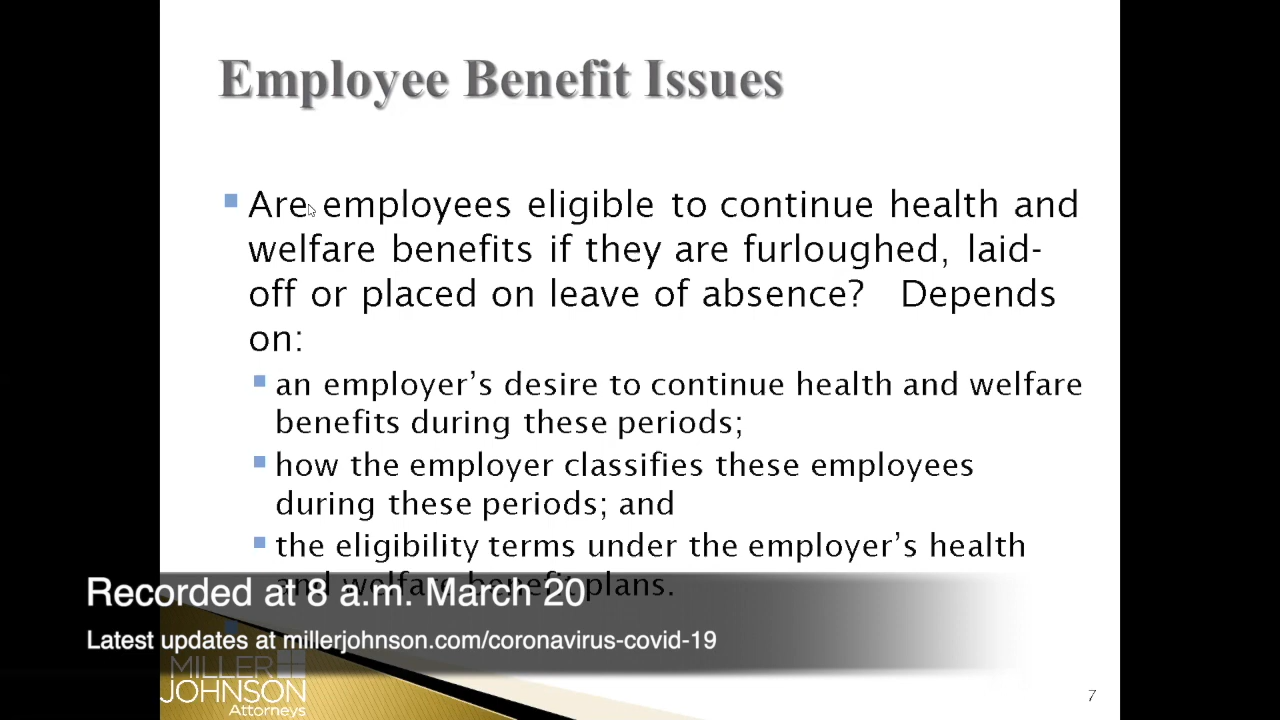 Employee Benefit Issues
Are employees eligible to continue health and
welfare benefits if they are furloughed, laid-
off or placed on leave of absence? Depends
on:
an employer’s desire to continue health and welfare
benefits during these periods;
how the employer classifies these employees
during these periods; and
the eligibility terms under the employer’s health
and welfare benefit plans.
Recorded at 8 a.m. March 20
Latest updates at millerjohnson.com/coronavirus-covid-19
MILLER
JOHNSON
Attorneys
7